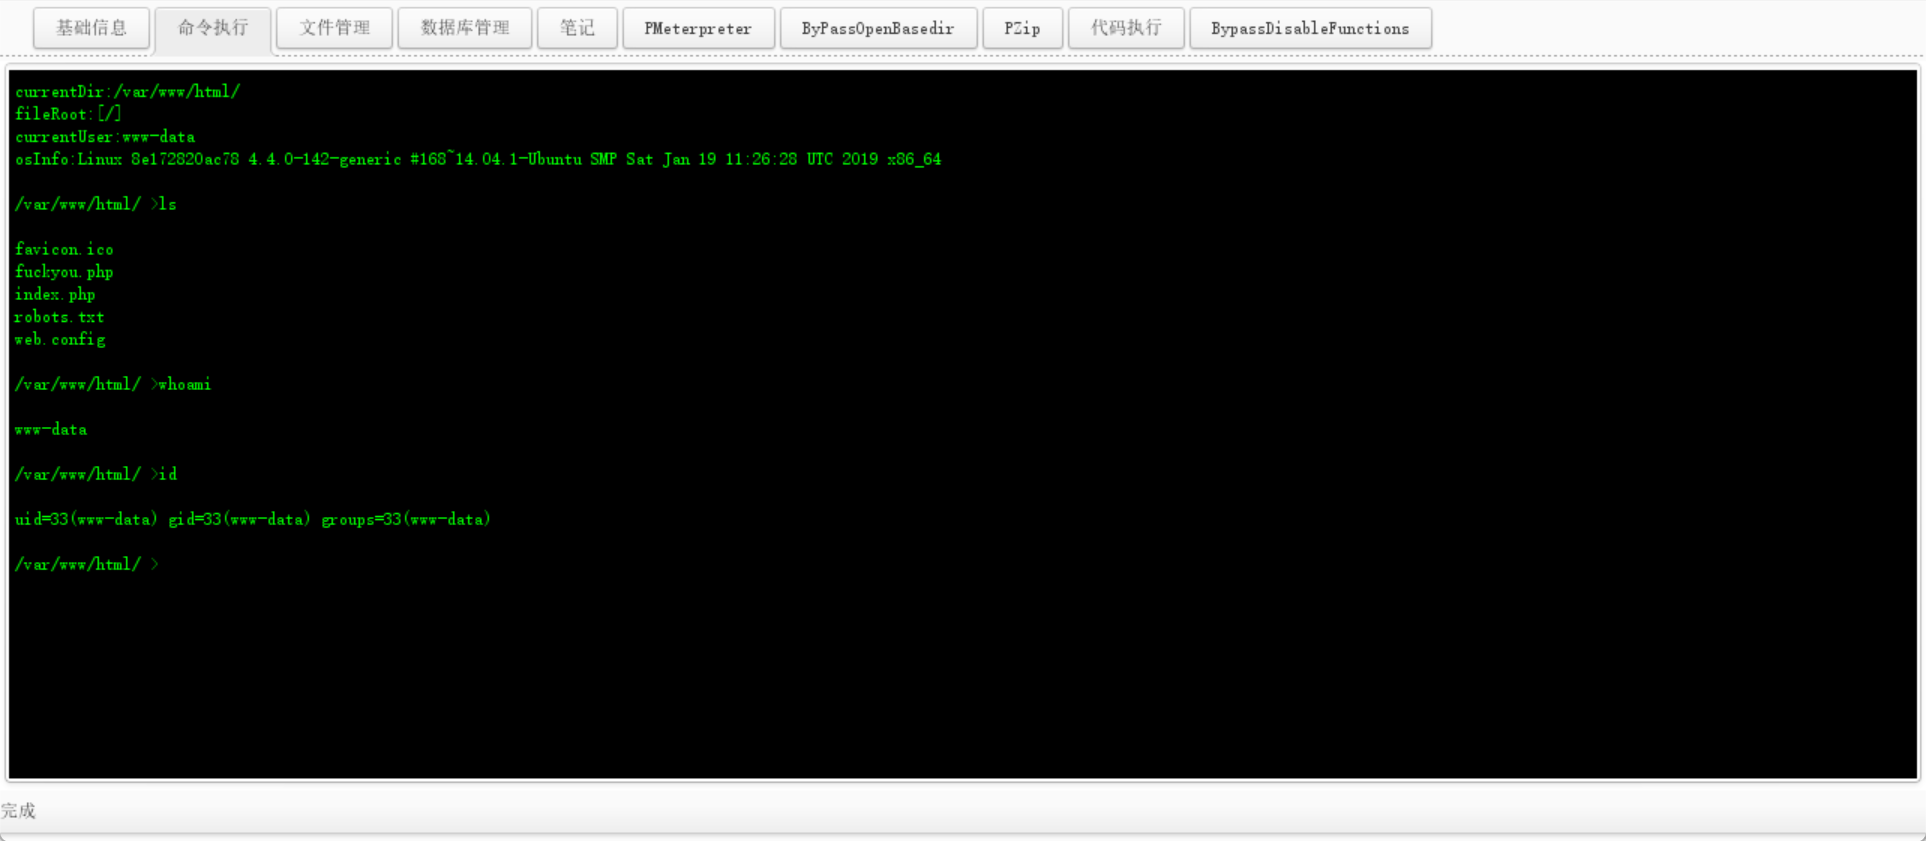 基础信息 命令执行 文件管理 数据库管理 笔记 PMeterpreter ByPassOpenBasedir PZip 代码执行 BypassDisableFunctions
currentDir:/var/www/html/
fileRoot:[/]
currentUser:www-data
osInfo:Linux 8e172820ac78 4.4.0-142-generic #168~14.04.1-Ubuntu SMP Sat Jan 19 11:26:28 UTC 2019 x86_64
/var/www/html/ >ls
favicon.ico
fuckyou.php
index.php
robots.txt
web.config
/var/www/html/ >whoami
www-data
/var/www/html/ >id
uid=33(www-data) gid=33(www-data) groups=33(www-data)
/var/www/html/ >
完成